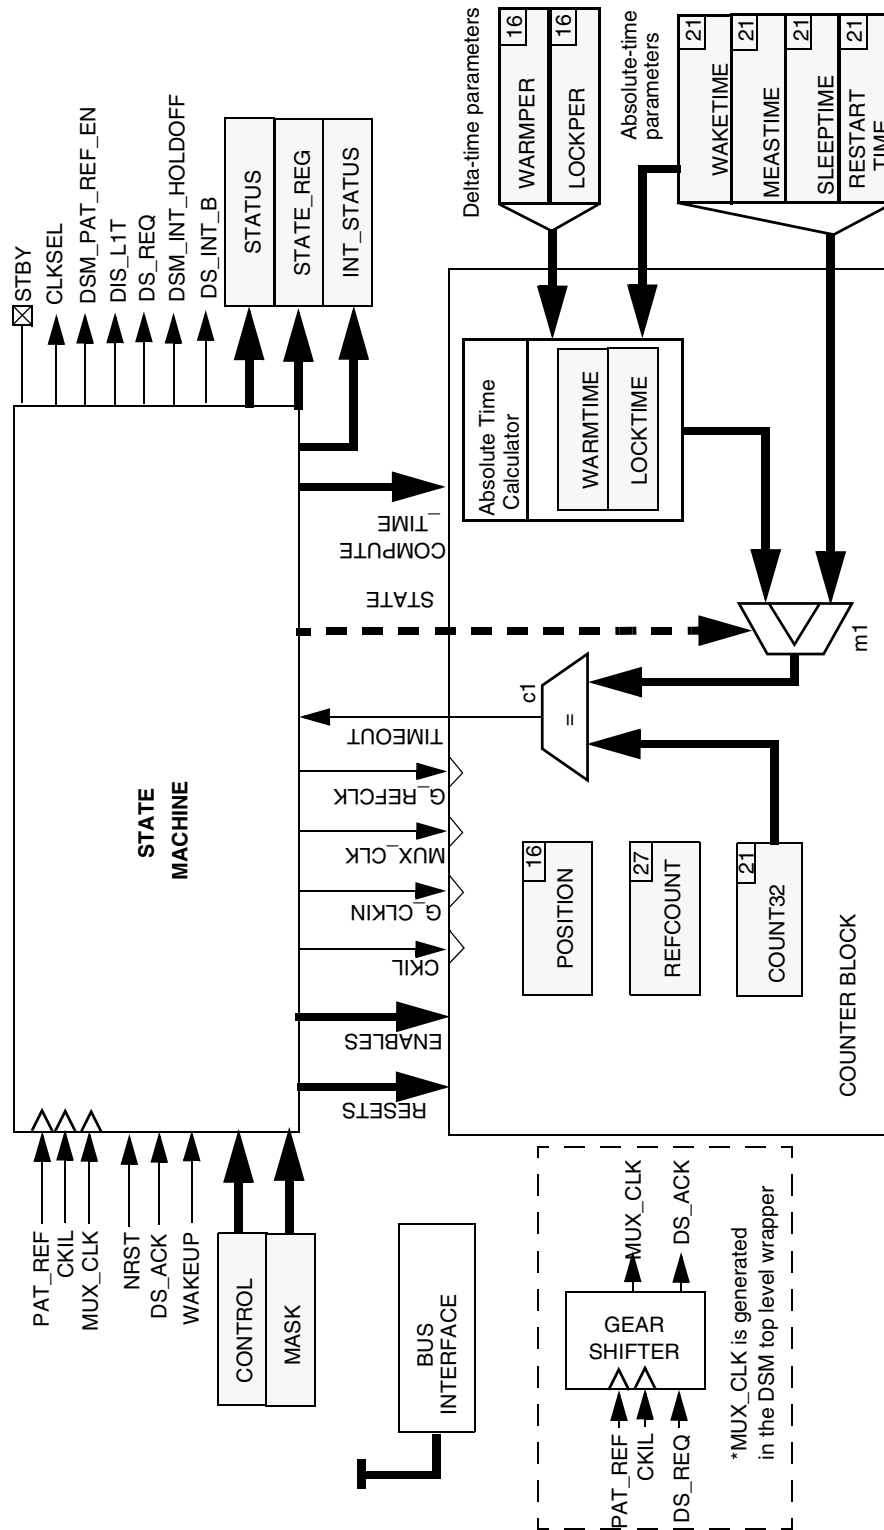 PAT_REF
CKIL
MUX_CLK
NRST
DS_ACK
WAKEUP
CONTROL
MASK
STATE
MACHINE
STBY
CLKSEL
DSM_PAT_REF_EN
DIS_L1T
DS_REQ
DSM_INT_HOLDOFF
DS_INT_B
STATUS
STATE_REG
INT_STATUS
RESETS
ENABLES
CKIL
G_CLKIN
MUX_CLK
G_REFCLK
TIMEOUT
STATE
COMPUTE
_TIME
BUS
INTERFACE
PAT_REF
CKIL
DS_REQ
GEAR
SHIFTER
MUX_CLK
DS_ACK
*MUX_CLK is generated
in the DSM top level wrapper
COUNTER BLOCK
POSITION
16
REFCOUNT
27
COUNT32
21
c1
=
m1
Absolute Time
Calculator
WARMTIME
LOCKTIME
Delta-time parameters
WARMPER
16
LOCKPER
16
Absolute-time
parameters
WAKETIME
21
MEASTIME
21
SLEEPTIME
21
RESTART
TIME
21